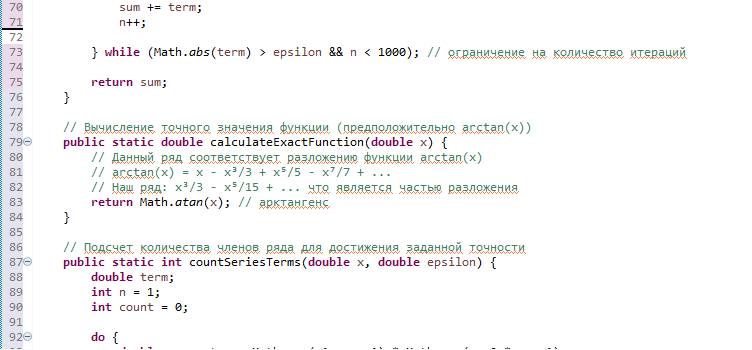 70 sum += term;
71 n++;
72
73 } while (Math.abs(term) > epsilon && n < 1000); // ограничение на количество итераций
74
75 return sum;
76 }
77
78 // Вычисление точного значения функции (предположительно arctan(x))
79 public static double calculateExactFunction(double x) {
80 // Данный ряд соответствует разложению функции arctan(x)
81 // arctan(x) = x - x³/3 + x⁵/5 - x⁷/7 + ...
82 // Наш ряд: x³/3 - x⁵/15 + ... что является частью разложения
83 return Math.atan(x); // арктангенс
84 }
85
86 // Подсчет количества членов ряда для достижения заданной точности
87 public static int countSeriesTerms(double x, double epsilon) {
88 double term;
89 int n = 1;
90 int count = 0;
91
92 do {